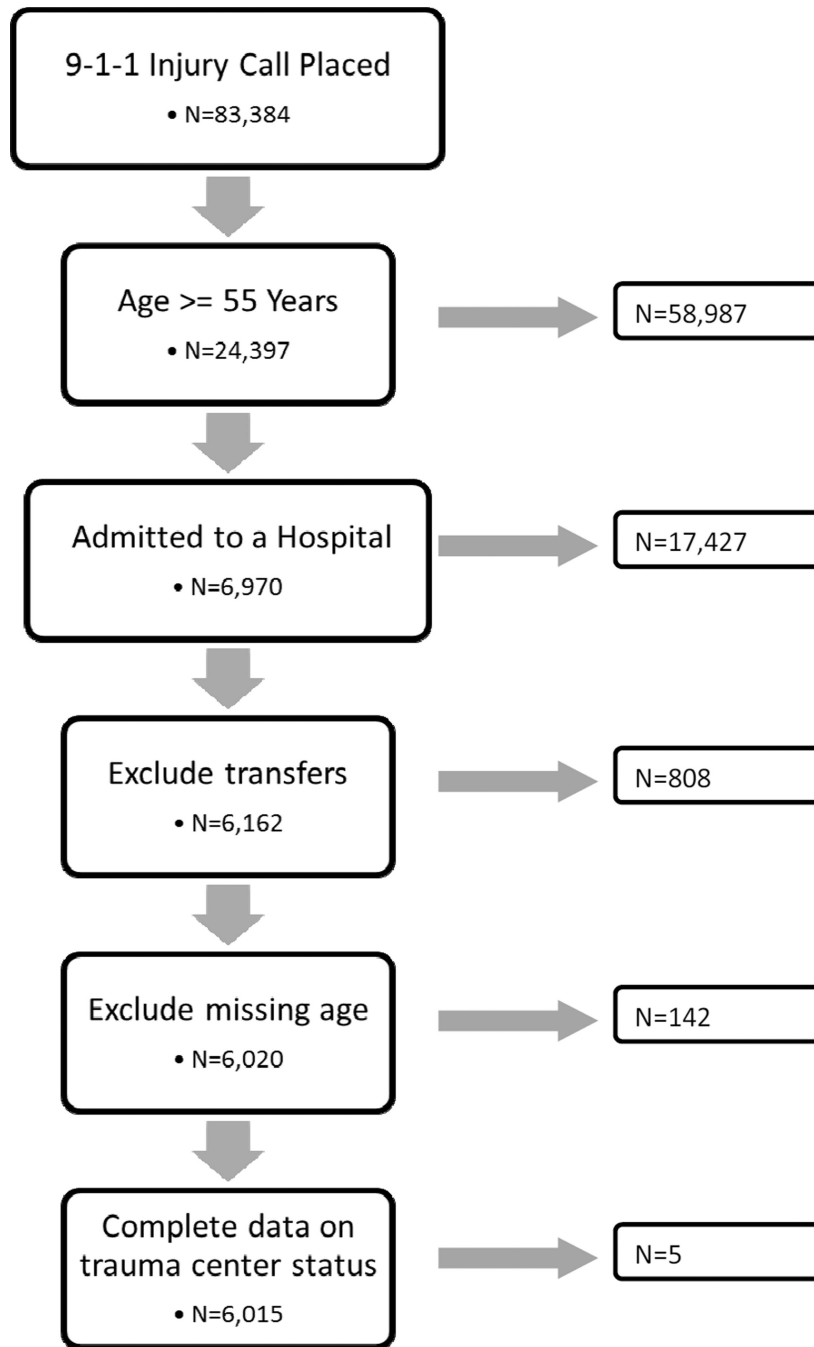 9-1-1 Injury Call Placed
• N=83,384
Age >= 55 Years
• N=24,397
N=58,987
Admitted to a Hospital
• N=6,970
N=17,427
Exclude transfers
• N=6,162
N=808
Exclude missing age
• N=6,020
N=142
Complete data on
trauma center status
• N=6,015
N=5